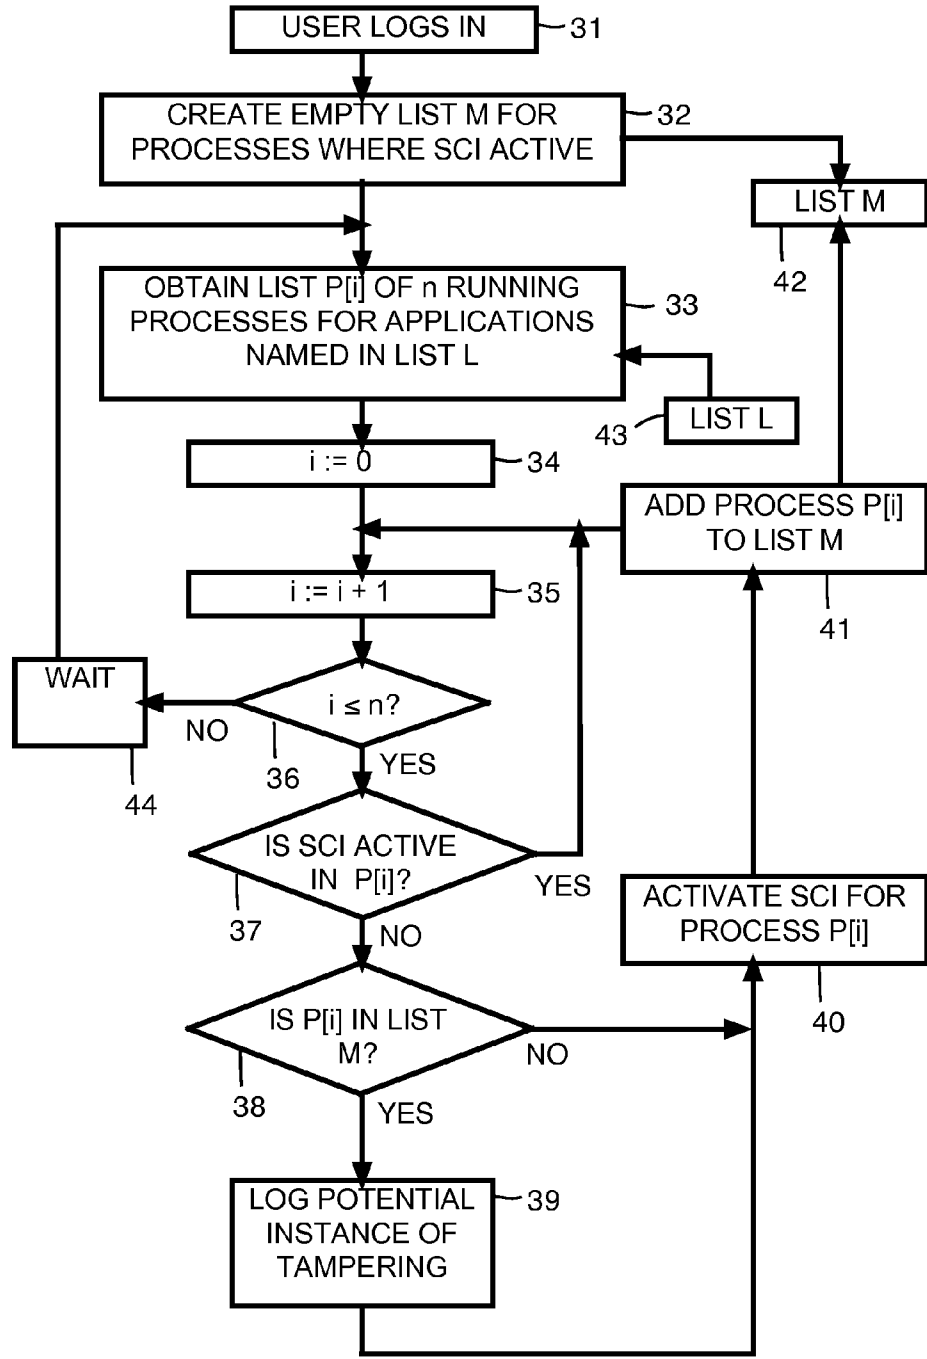 USER LOGS IN
31
CREATE EMPTY LIST M FOR
PROCESSES WHERE SCI ACTIVE
32
LIST M
42
OBTAIN LIST P[i] OF n RUNNING
PROCESSES FOR APPLICATIONS
NAMED IN LIST L
33
LIST L
43
i := 0
34
ADD PROCESS P[i]
TO LIST M
41
i := i + 1
35
WAIT
44
i ≤ n?
NO
36
YES
IS SCI ACTIVE
IN P[i]?
YES
37
NO
ACTIVATE SCI FOR
PROCESS P[i]
40
IS P[i] IN LIST
M?
NO
38
YES
LOG POTENTIAL
INSTANCE OF
TAMPERING
39